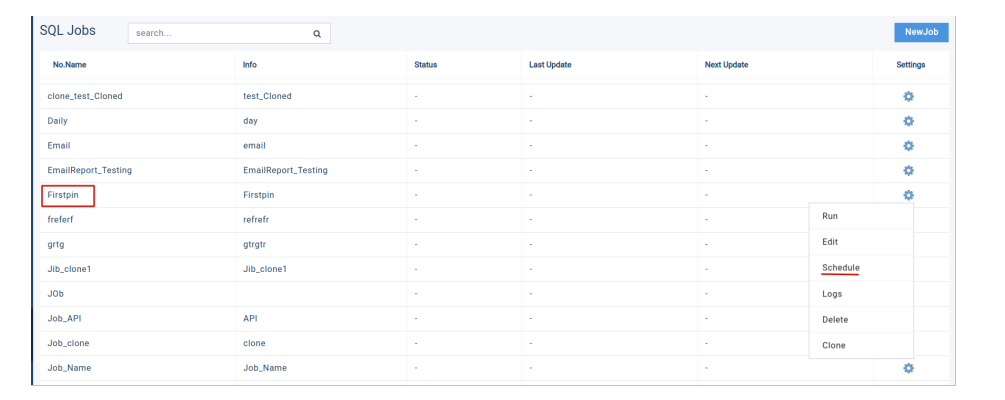 SQL Jobs search... NewJob
No.Name Info Status Last Update Next Update Settings
clone_test_Cloned test_Cloned - - -
Daily day - - -
Email email - - -
EmailReport_Testing EmailReport_Testing - - -
Firstpin Firstpin - - -
freferf refrefr - - -
Run
grtg gtrgtr - - -
Edit
Jib_clone1 Jib_clone1 - - -
Schedule
JOb - - -
Logs
Job_API API - - -
Delete
Job_clone clone - - -
Clone
Job_Name Job_Name - - -